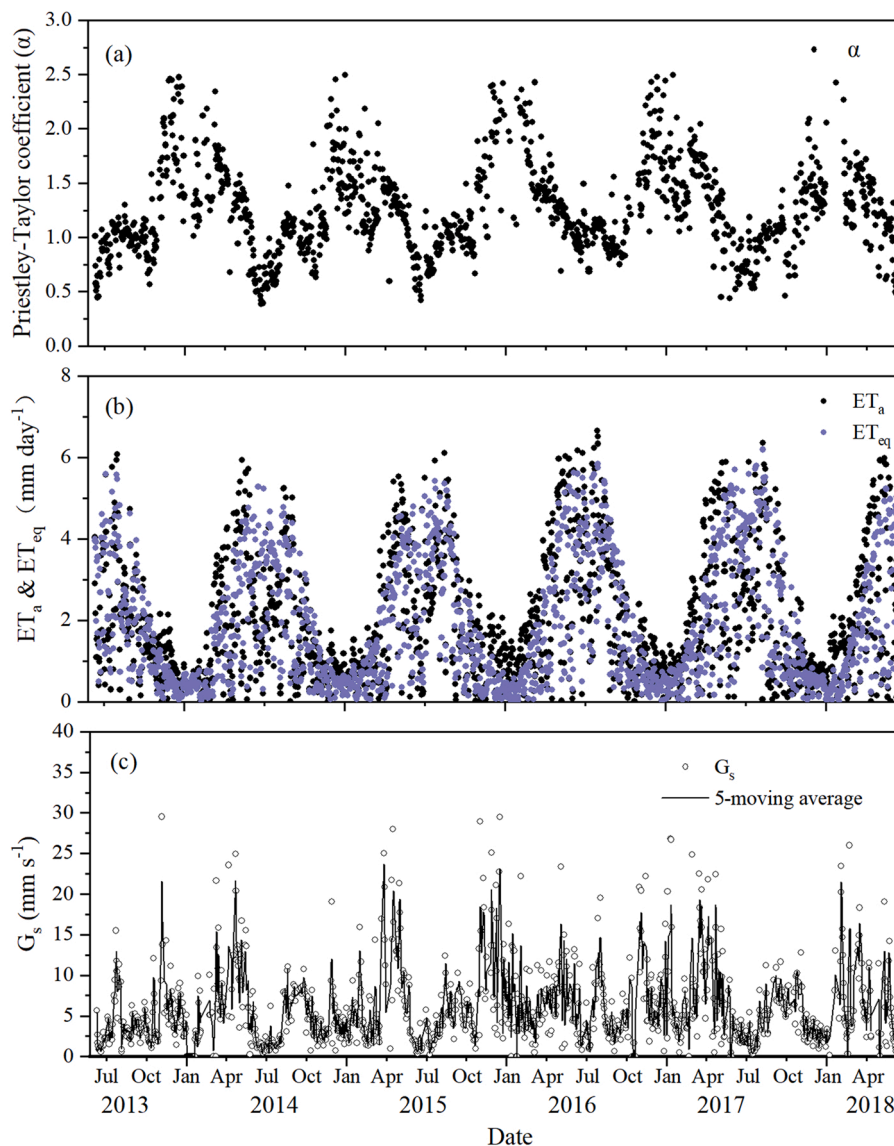 3.0
(a)
α
2.5
2.0
1.5
1.0
0.5
0.0
Priestley-Taylor coefficient (α)
8
(b)
ETₐ
ET_eq
6
4
2
0
ETₐ & ET_eq (mm day⁻¹)
40
(c)
Gₛ
35
5-moving average
30
25
20
15
10
5
0
Gₛ (mm s⁻¹)
Jul Oct Jan Apr Jul Oct Jan Apr Jul Oct Jan Apr Jul Oct Jan Apr Jul Oct Jan Apr
2013 2014 2015 2016 2017 2018
Date